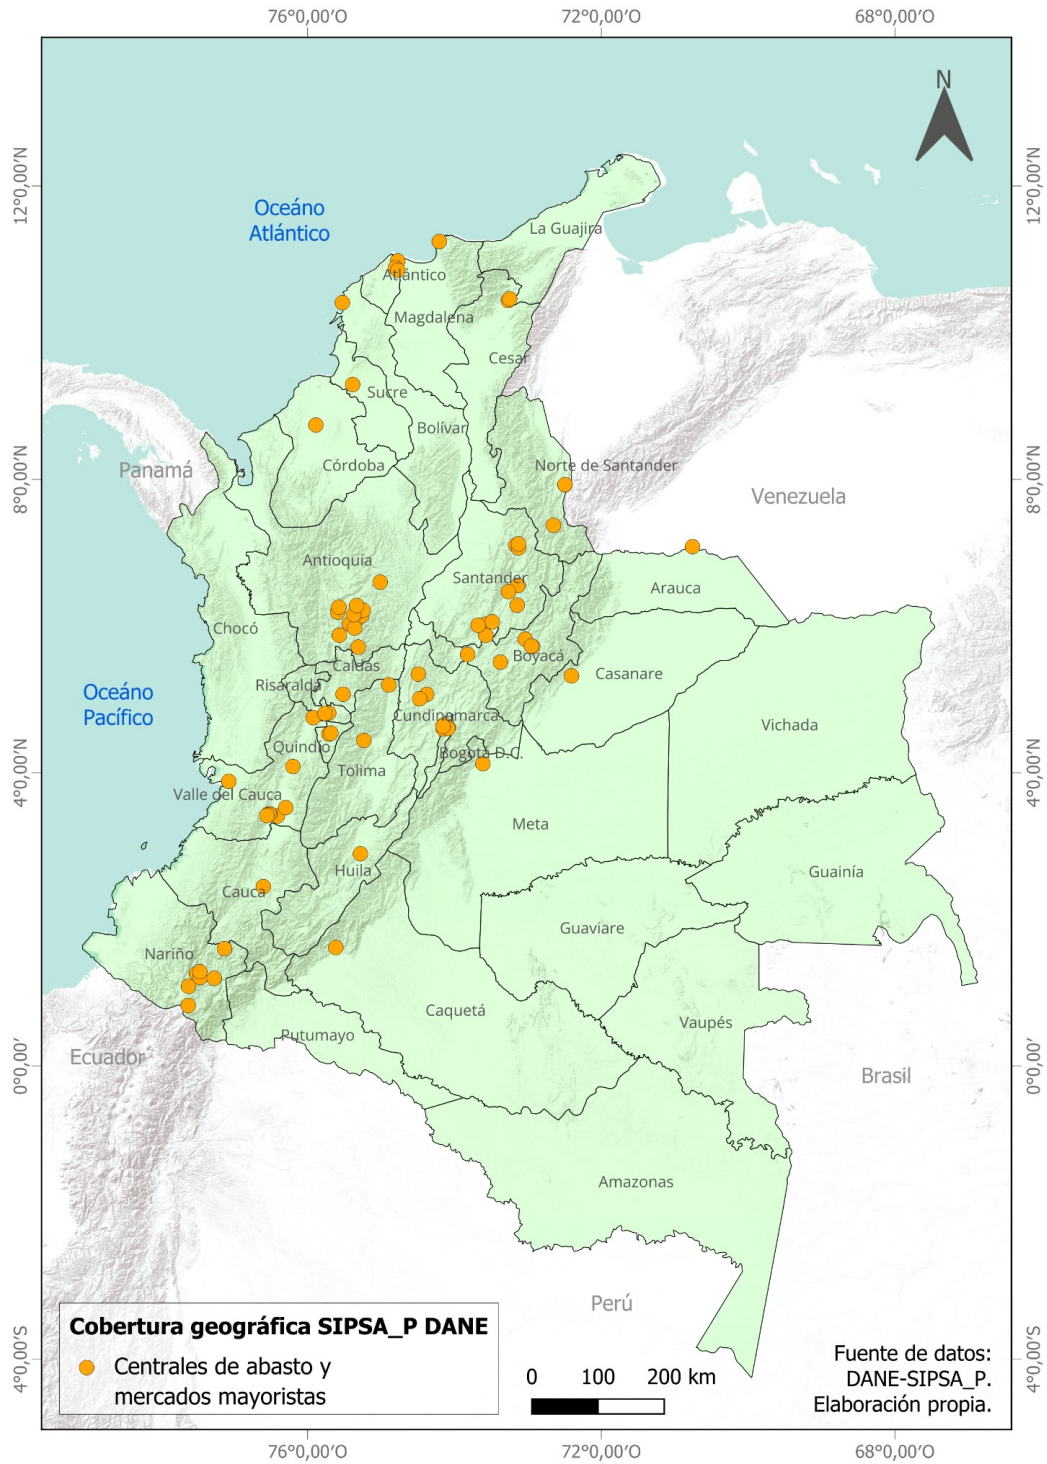 76°0,00'O
72°0,00'O
68°0,00'O
N
12°0,00'N
12°0,00'N
Oceáno
Atlántico
La Guajira
Atlántico
Magdalena
Cesar
Sucre
Bolívar
Córdoba
Norte de Santander
Panamá
8°0,00'N
8°0,00'N
Venezuela
Antioquia
Santander
Arauca
Chocó
Boyacá
Caldas
Casanare
Risaralda
Oceáno
Pacífico
Cundinamarca
Vichada
Quindio
Bogotá D.C.
Tolima
4°0,00'N
4°0,00'N
Valle del Cauca
Meta
Huila
Guainía
Cauca
Guaviare
Nariño
Caquetá
Vaupés
Putumayo
Ecuador
0°0,00'
0°0,00'
Brasil
Amazonas
Perú
Cobertura geográfica SIPSA_P DANE
Centrales de abasto y
mercados mayoristas
0 100 200 km
Fuente de datos:
DANE-SIPSA_P.
Elaboración propia.
4°0,00'S
4°0,00'S
76°0,00'O
72°0,00'O
68°0,00'O